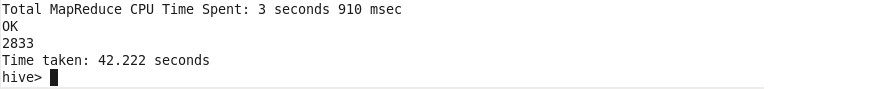 Total MapReduce CPU Time Spent: 3 seconds 910 msec
OK
2833
Time taken: 42.222 seconds
hive>